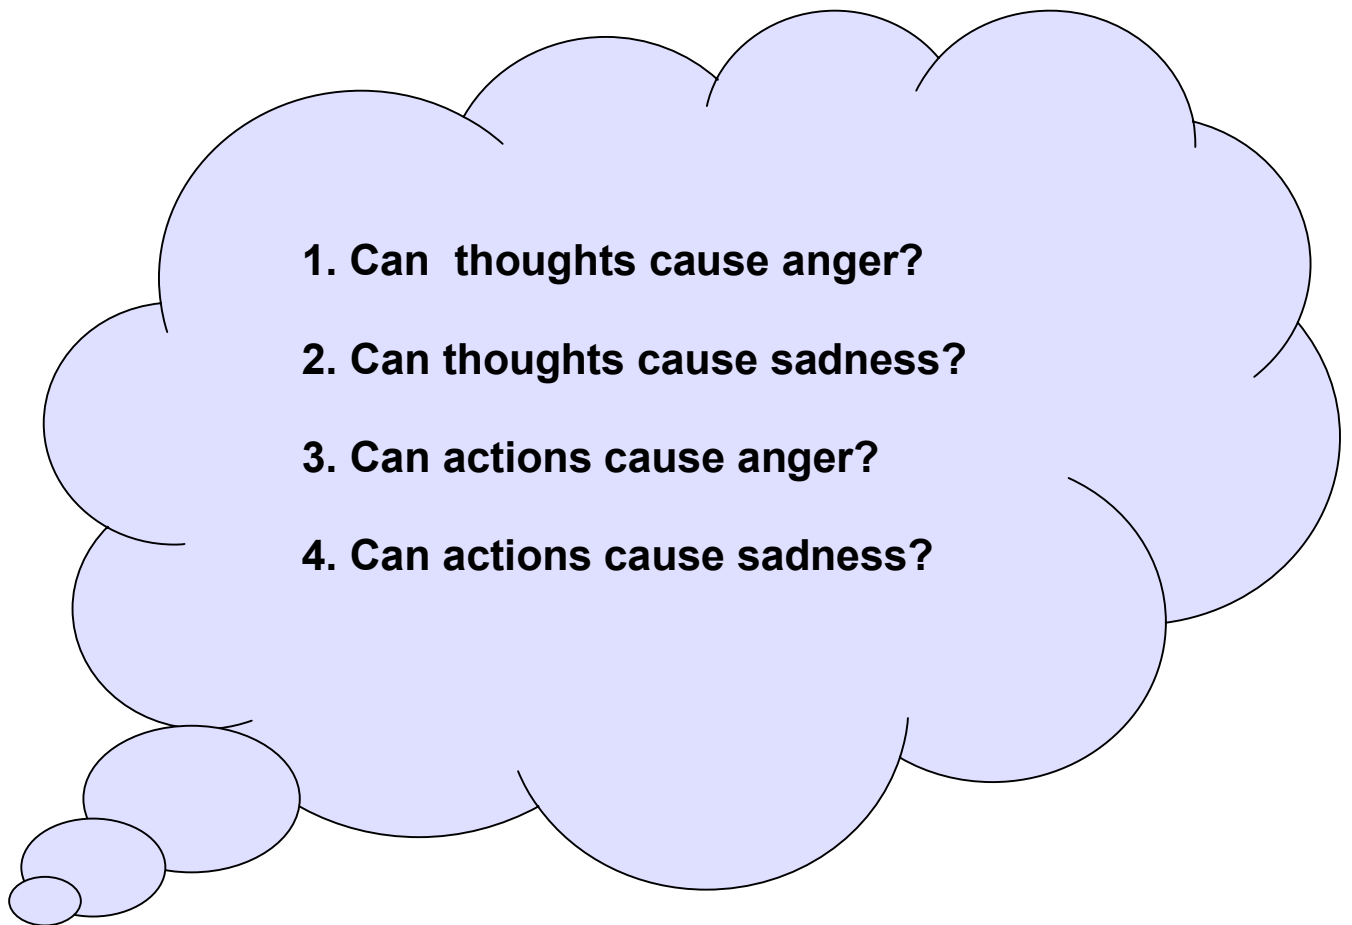 1. Can  thoughts cause anger?
2. Can thoughts cause sadness?
3. Can actions cause anger?
4. Can actions cause sadness?